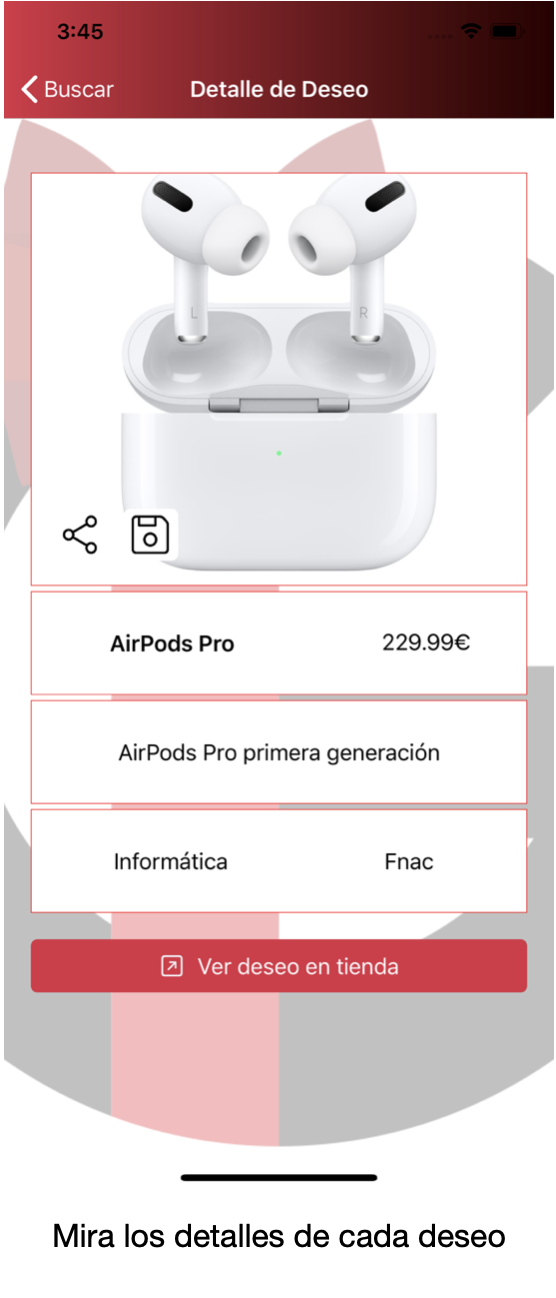 3:45
Buscar
Detalle de Deseo
L
R
AirPods Pro
229.99€
AirPods Pro primera generación
Informática
Fnac
Ver deseo en tienda
Mira los detalles de cada deseo